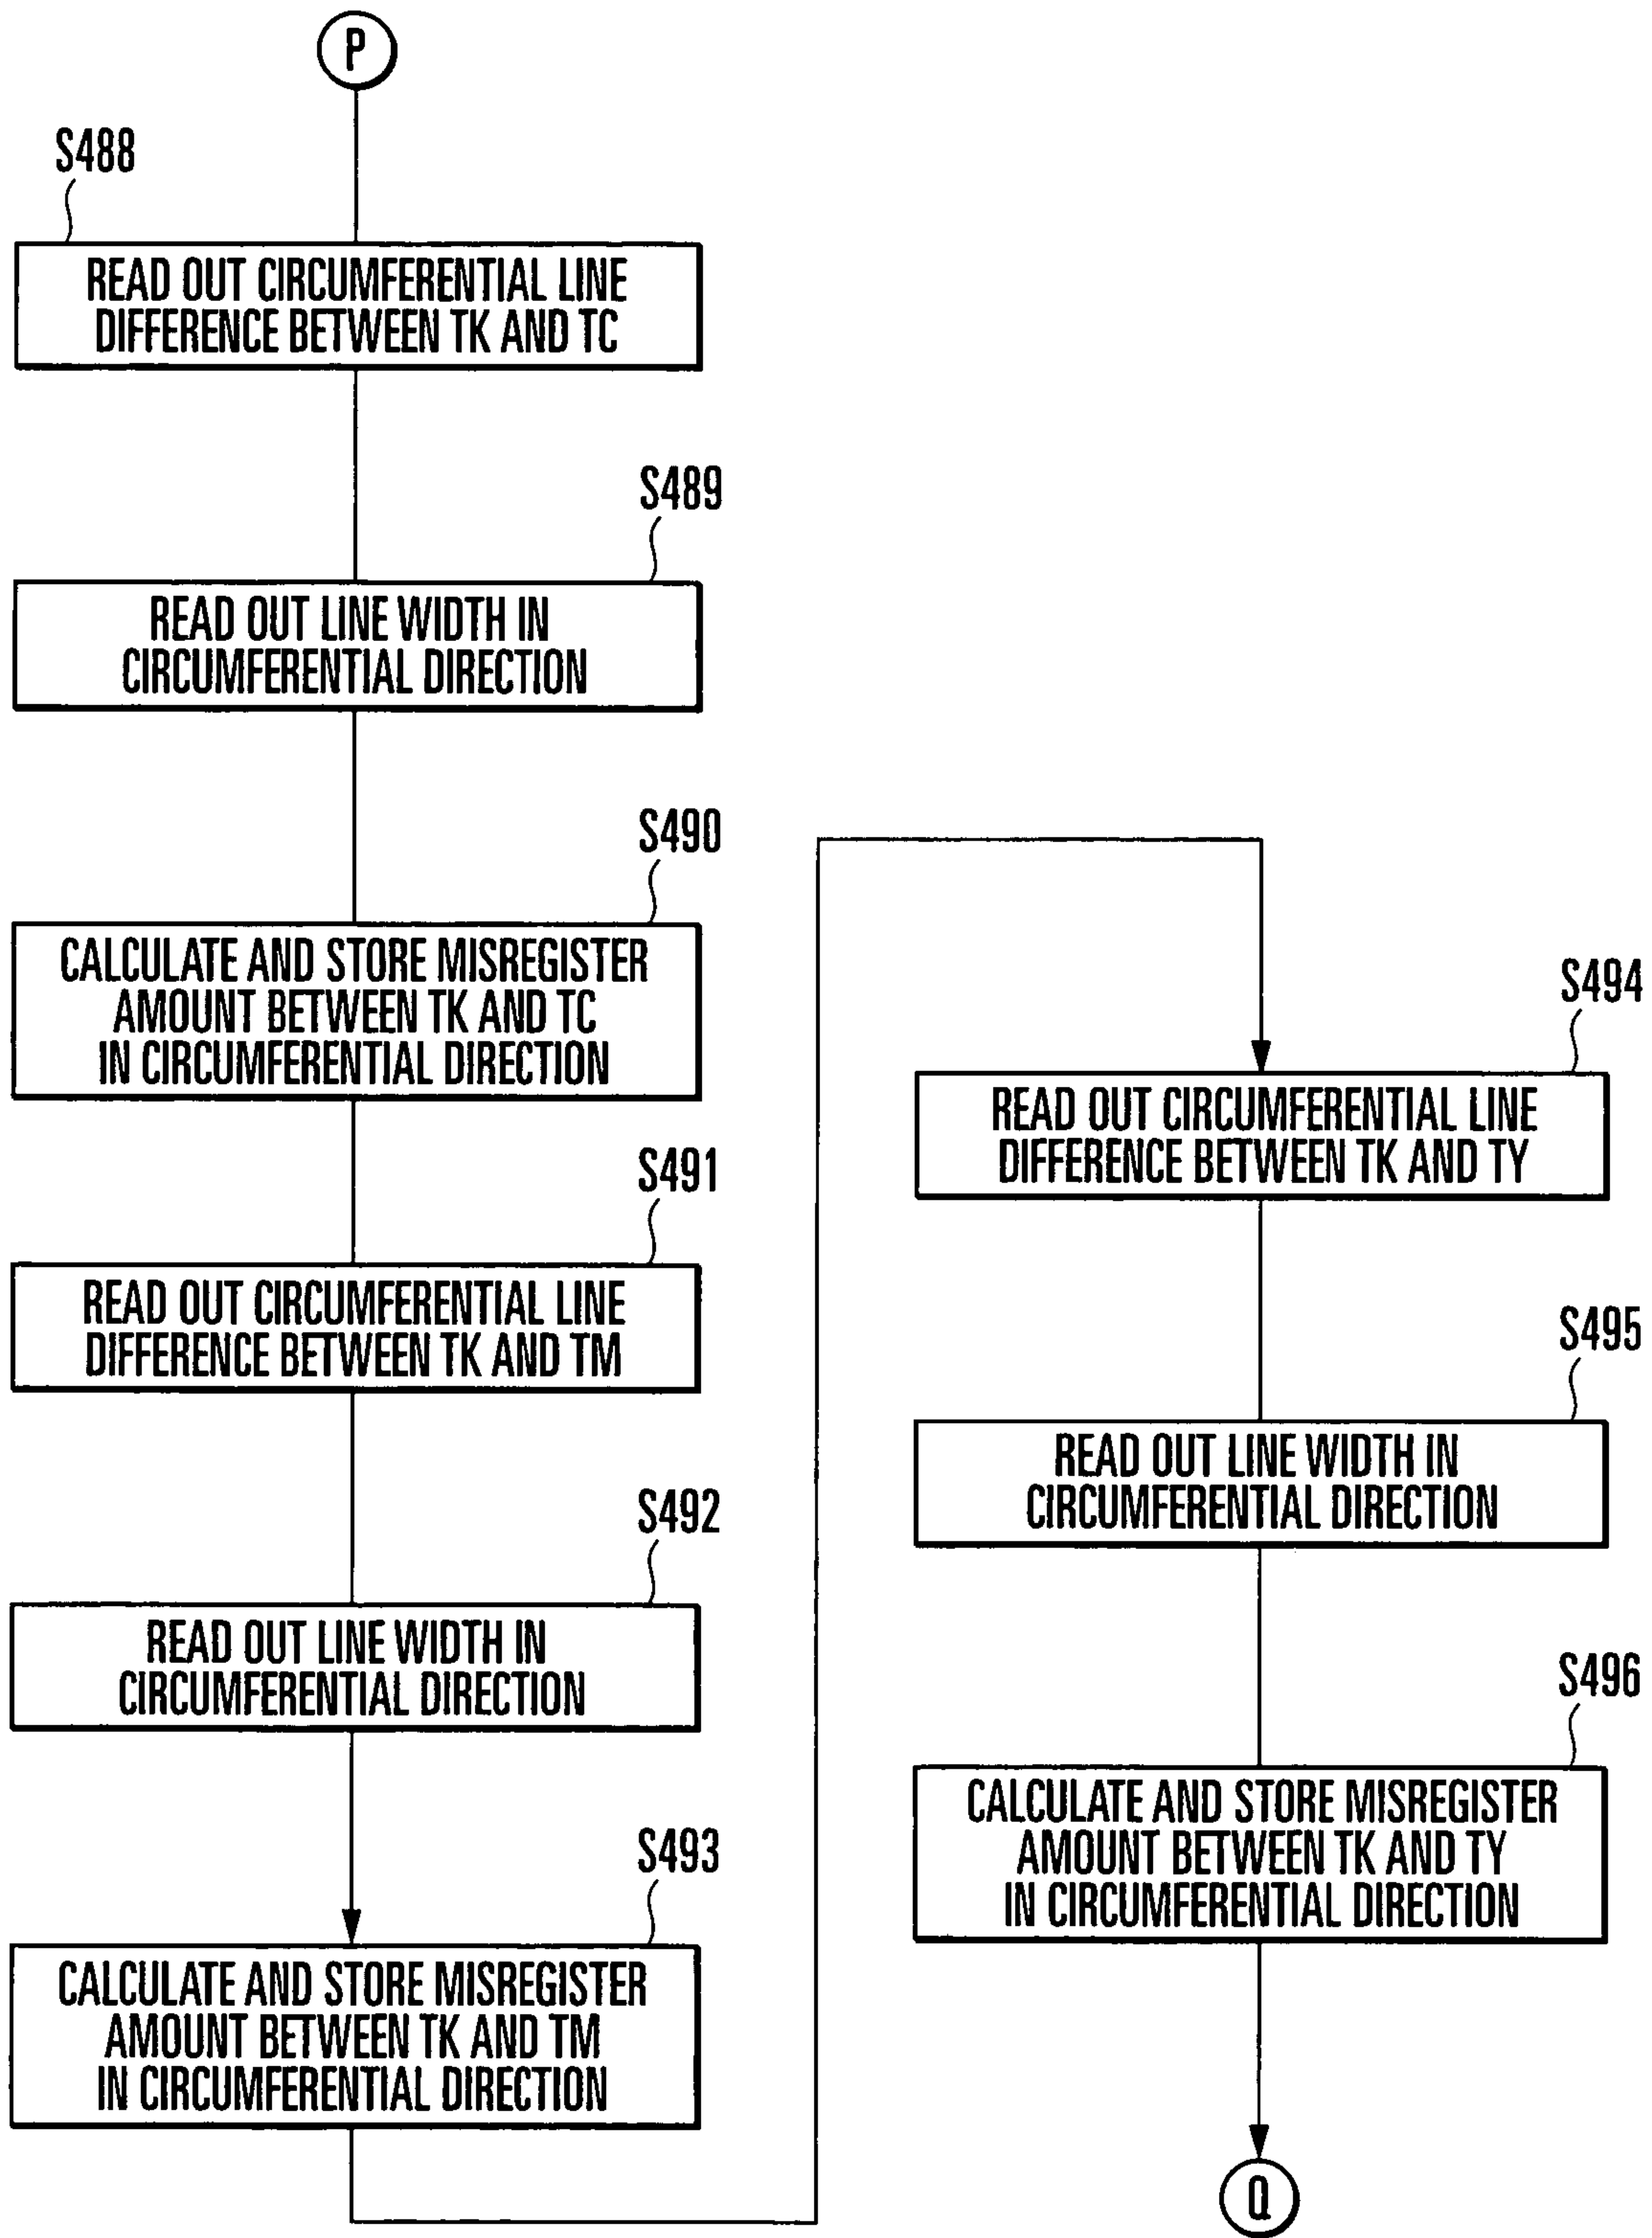 P
S488
READ OUT CIRCUMFERENTIAL LINE
DIFFERENCE BETWEEN TK AND TC
S489
READ OUT LINE WIDTH IN
CIRCUMFERENTIAL DIRECTION
S490
CALCULATE AND STORE MISREGISTER
AMOUNT BETWEEN TK AND TC
IN CIRCUMFERENTIAL DIRECTION
S491
READ OUT CIRCUMFERENTIAL LINE
DIFFERENCE BETWEEN TK AND TM
S492
READ OUT LINE WIDTH IN
CIRCUMFERENTIAL DIRECTION
S493
CALCULATE AND STORE MISREGISTER
AMOUNT BETWEEN TK AND TM
IN CIRCUMFERENTIAL DIRECTION
S494
READ OUT CIRCUMFERENTIAL LINE
DIFFERENCE BETWEEN TK AND TY
S495
READ OUT LINE WIDTH IN
CIRCUMFERENTIAL DIRECTION
S496
CALCULATE AND STORE MISREGISTER
AMOUNT BETWEEN TK AND TY
IN CIRCUMFERENTIAL DIRECTION
Q